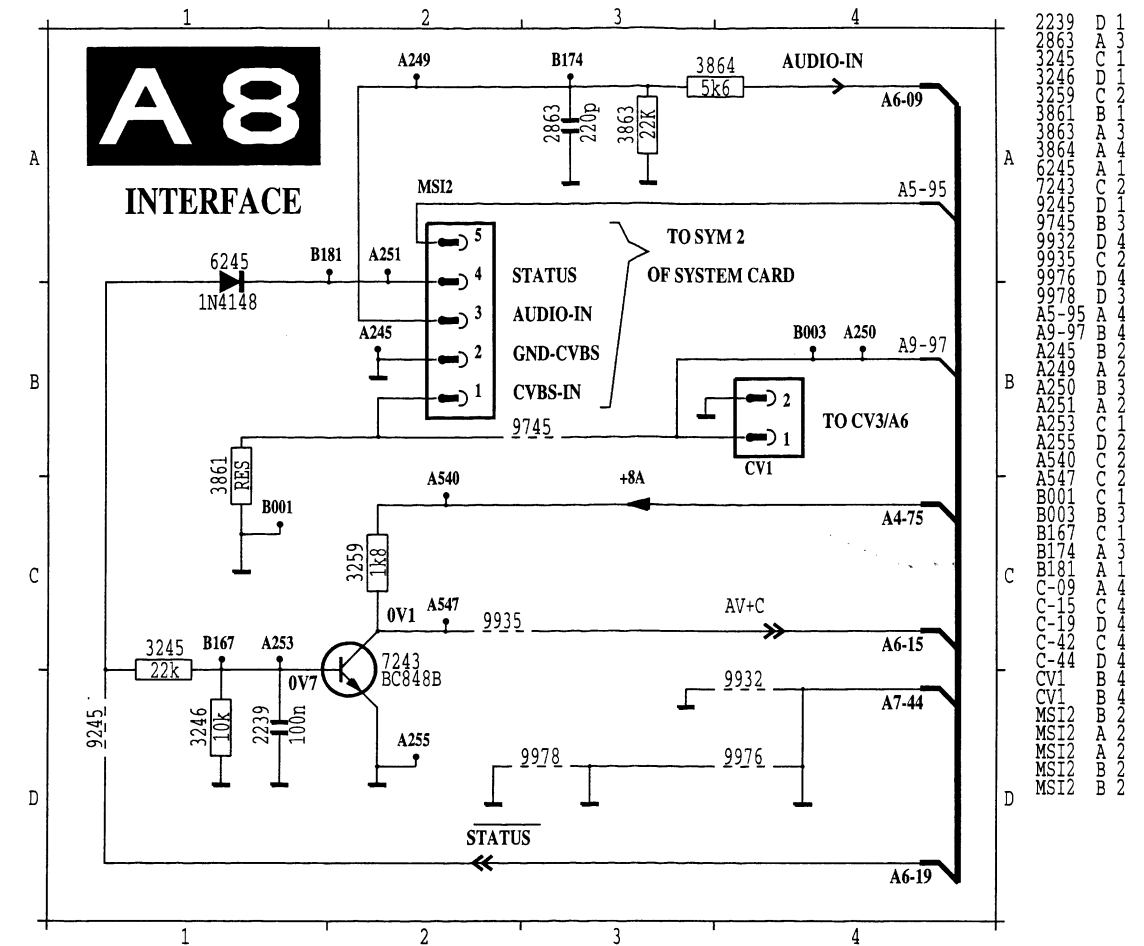 1 2 3 4
A8
INTERFACE
A249
B174
3864
5k6
AUDIO-IN
A6-09
2863
220p
3863
22K
A
A
MSI2
A5-95
5
TO SYM 2
6245
1N4148
B181
A251
4
STATUS
OF SYSTEM CARD
3
AUDIO-IN
A245
2
GND-CVBS
B003
A250
A9-97
B
B
1
CVBS-IN
2
TO CV3/A6
9745
1
CV1
3861
RES
B001
A540
+8A
A4-75
3259
1k8
C
C
0V1
A547
9935
AV+C
A6-15
3245
22k
B167
A253
0V7
7243
BC848B
9932
A7-44
9245
3246
10k
2239
100n
A255
9978
9976
D
D
STATUS
A6-19
1 2 3 4
2239 D 1
2863 A 3
3245 C 1
3246 D 1
3259 C 2
3861 B 1
3863 A 3
3864 A 4
6245 A 1
7243 C 2
9245 D 1
9745 B 3
9932 D 4
9935 C 2
9976 D 4
9978 D 3
A5-95 A 4
A9-97 B 4
A245 B 2
A249 A 2
A250 B 3
A251 A 2
A253 C 1
A255 D 2
A540 C 2
A547 C 2
B001 C 1
B003 B 3
B167 C 1
B174 A 3
B181 A 1
C-09 A 4
C-15 C 4
C-19 D 4
C-42 C 4
C-44 D 4
CV1 B 4
CV1 B 4
MSI2 B 2
MSI2 A 2
MSI2 A 2
MSI2 B 2
MSI2 B 2